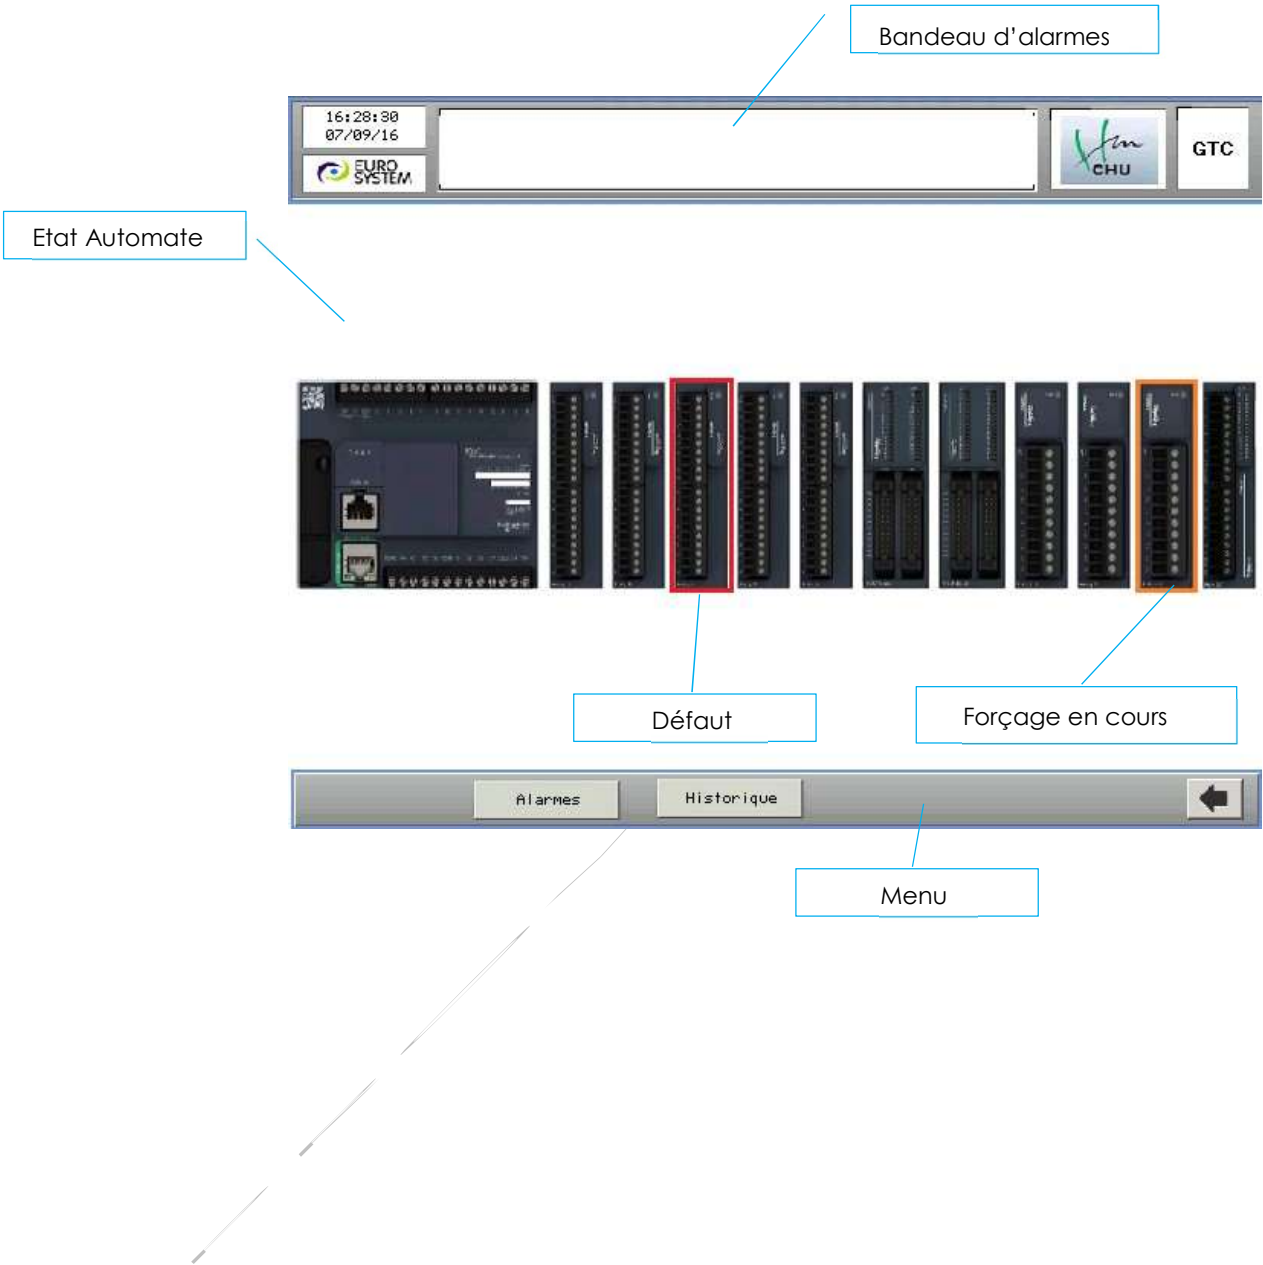 Bandeau d’alarmes
16:28:30
07/09/16
EURO
SYSTEM
CHU
GTC
Etat Automate
Défaut
Forçage en cours
Alarmes
Historique
Menu